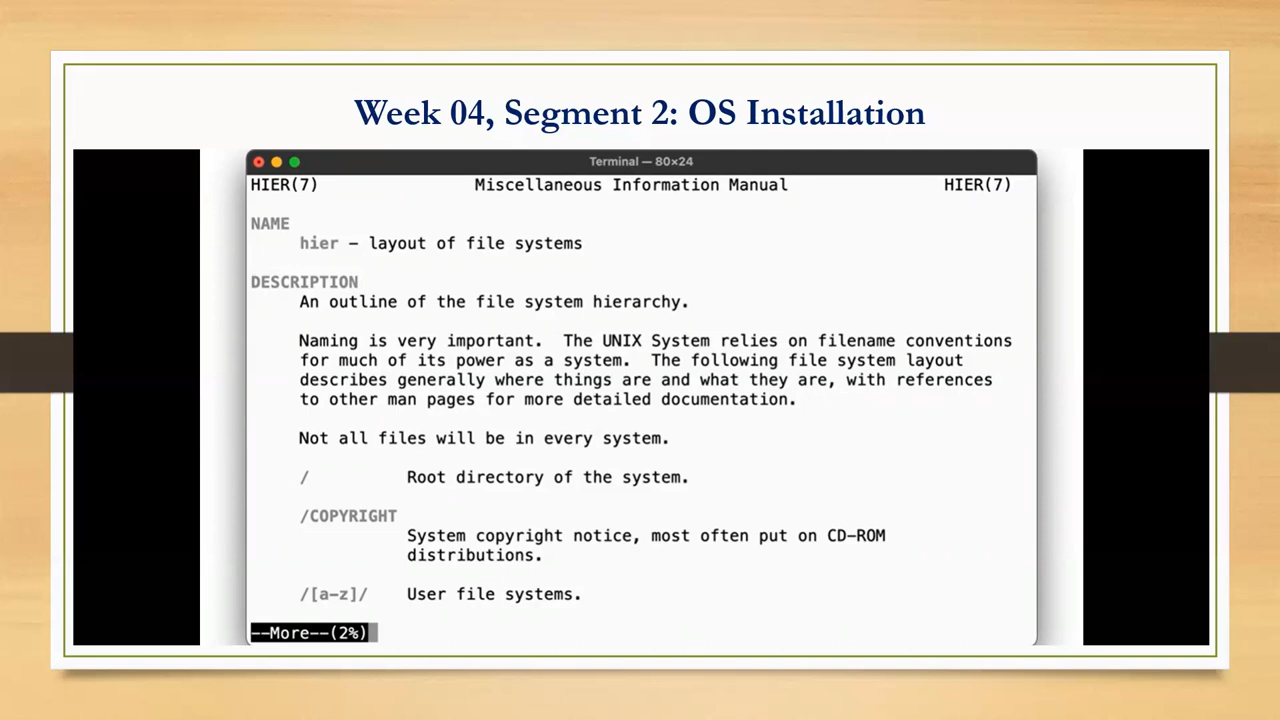 Week 04, Segment 2: OS Installation
Terminal — 80×24
HIER(7) Miscellaneous Information Manual HIER(7)
NAME
hier – layout of file systems
DESCRIPTION
An outline of the file system hierarchy.
Naming is very important. The UNIX System relies on filename conventions
for much of its power as a system. The following file system layout
describes generally where things are and what they are, with references
to other man pages for more detailed documentation.
Not all files will be in every system.
/ Root directory of the system.
/COPYRIGHT
System copyright notice, most often put on CD-ROM
distributions.
/[a-z]/ User file systems.
--More--(2%)